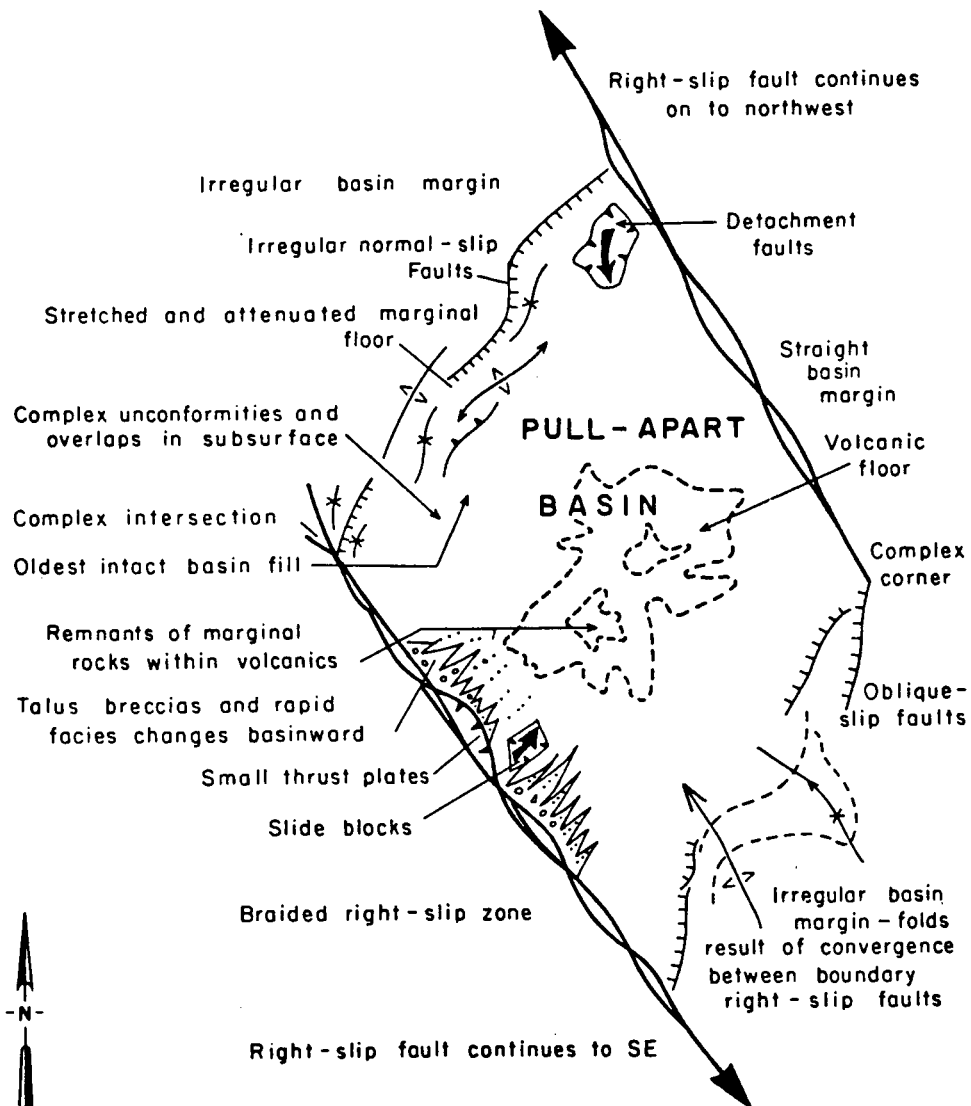 Right-slip fault continues
on to northwest
Irregular basin margin
Irregular normal-slip
Faults
Detachment
faults
Stretched and attenuated marginal
floor
Straight
basin
margin
Complex unconformities and
overlaps in subsurface
PULL-APART
BASIN
Volcanic
floor
Complex intersection
Oldest intact basin fill
Complex
corner
Remnants of marginal
rocks within volcanics
Oblique-
slip faults
Talus breccias and rapid
facies changes basinward
Small thrust plates
Slide blocks
Braided right-slip zone
Irregular basin
margin-folds
result of convergence
between boundary
right-slip faults
-N-
Right-slip fault continues to SE